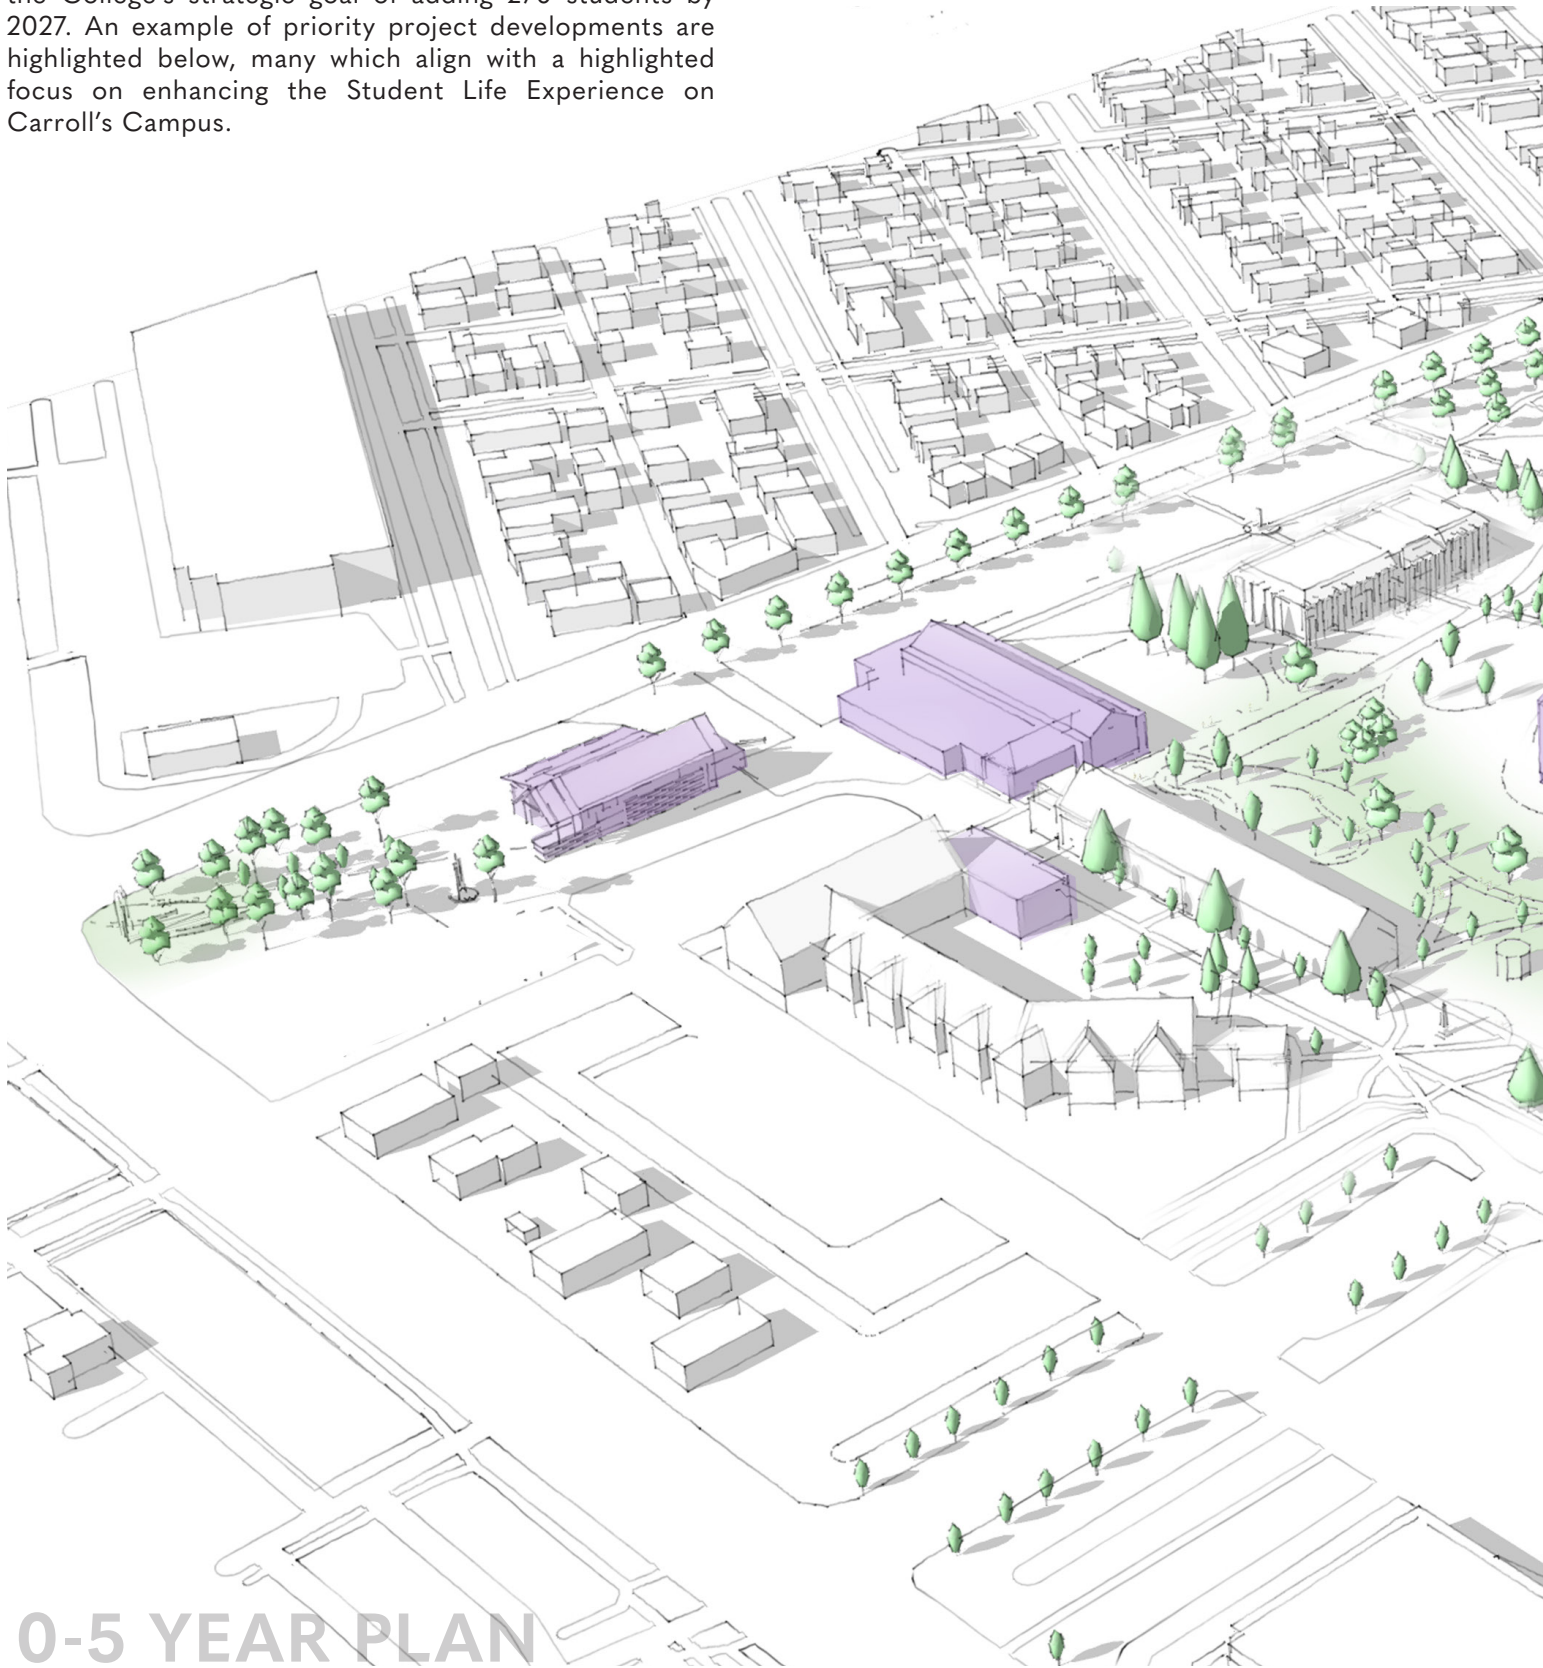 the College's strategic goal of adding 270 students by
2027. An example of priority project developments are
highlighted below, many which align with a highlighted
focus on enhancing the Student Life Experience on
Carroll's Campus.
0-5 YEAR PLAN